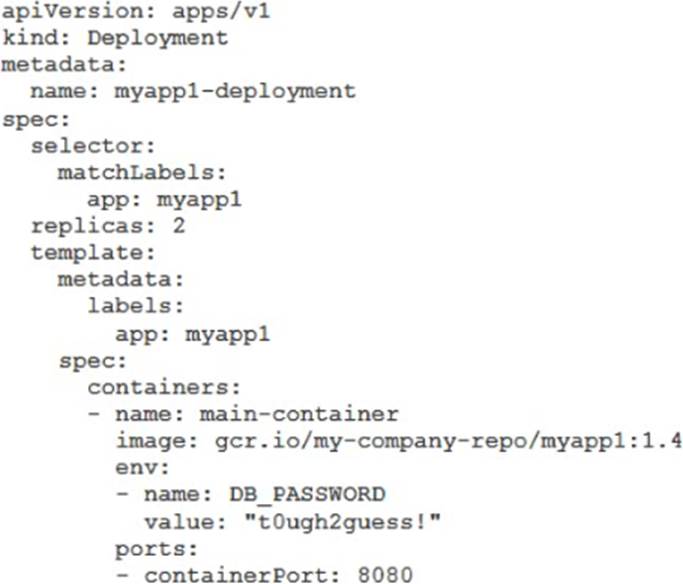 apiVersion: apps/v1
kind: Deployment
metadata:
  name: myapp1-deployment
spec:
  selector:
    matchLabels:
      app: myapp1
  replicas: 2
  template:
    metadata:
      labels:
        app: myapp1
    spec:
      containers:
      - name: main-container
        image: gcr.io/my-company-repo/myapp1:1.4
        env:
        - name: DB_PASSWORD
          value: "t0ugh2guess!"
        ports:
        - containerPort: 8080